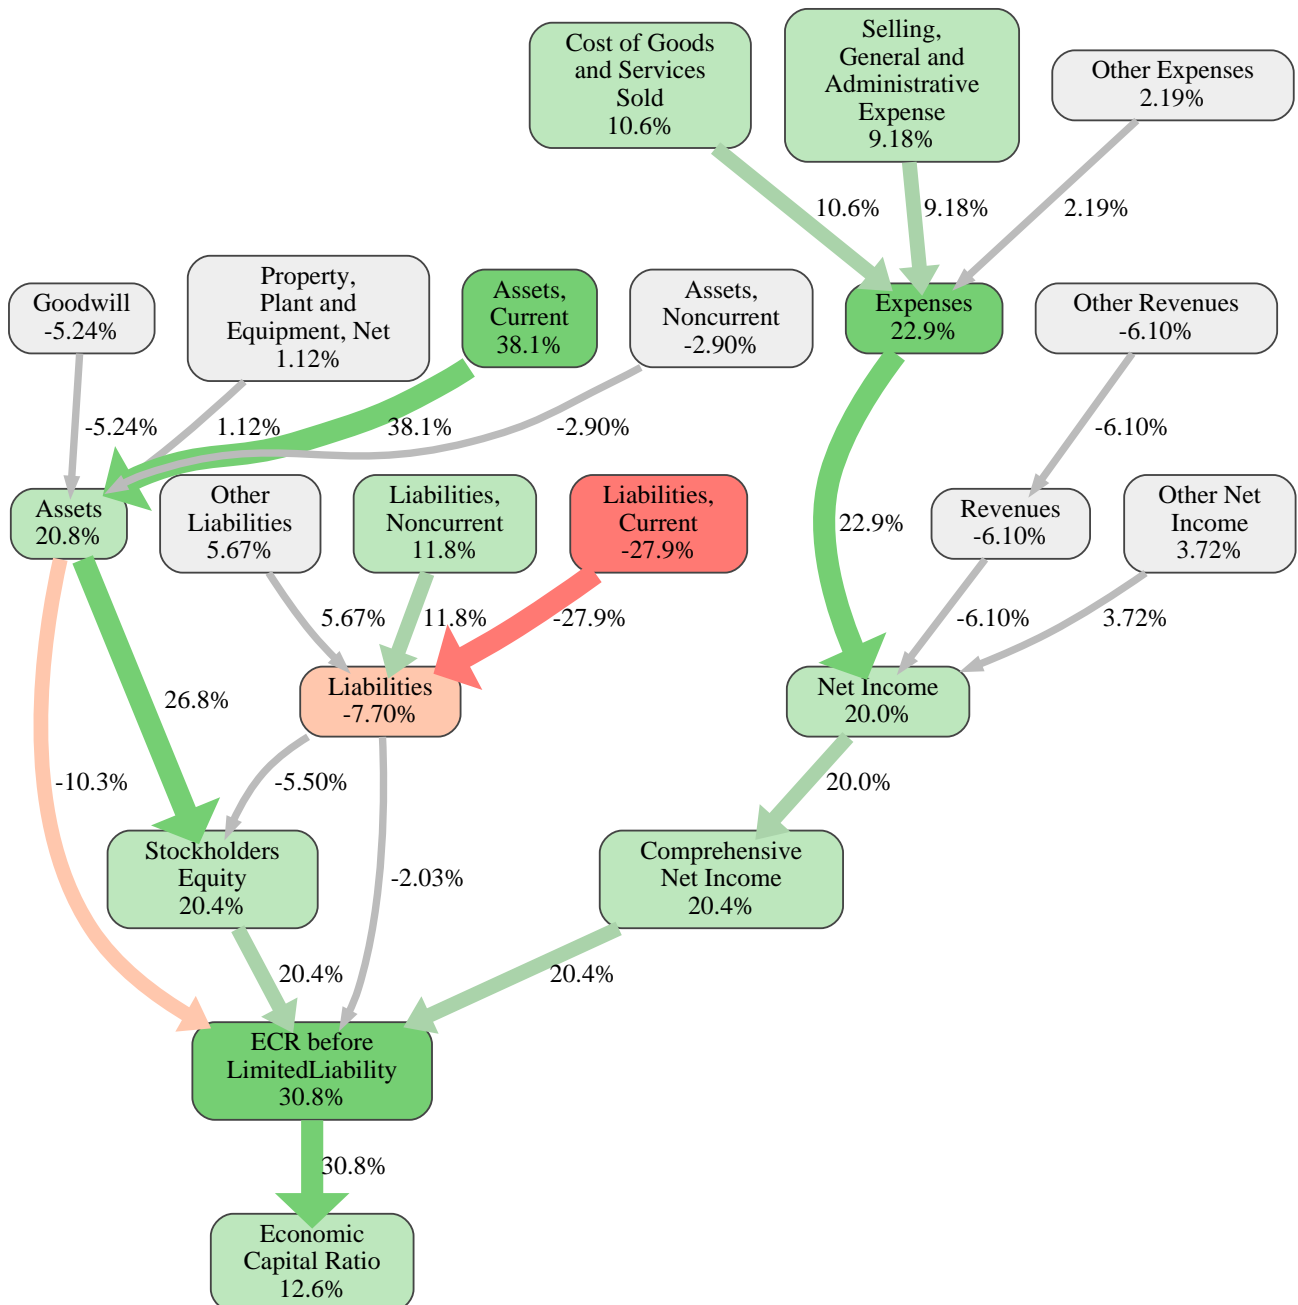 Cost of Goods
and Services
Sold
10.6%
Selling,
General and
Administrative
Expense
9.18%
Other Expenses
2.19%
10.6%
9.18%
2.19%
Goodwill
-5.24%
Property,
Plant and
Equipment, Net
1.12%
Assets,
Current
38.1%
Assets,
Noncurrent
-2.90%
Expenses
22.9%
Other Revenues
-6.10%
-5.24%
1.12%
38.1%
-2.90%
-6.10%
Assets
20.8%
Other
Liabilities
5.67%
Liabilities,
Noncurrent
11.8%
Liabilities,
Current
-27.9%
22.9%
Revenues
-6.10%
Other Net
Income
3.72%
5.67%
11.8%
-27.9%
-6.10%
3.72%
26.8%
Liabilities
-7.70%
Net Income
20.0%
-10.3%
-5.50%
20.0%
Stockholders
Equity
20.4%
-2.03%
Comprehensive
Net Income
20.4%
20.4%
20.4%
ECR before
LimitedLiability
30.8%
30.8%
Economic
Capital Ratio
12.6%